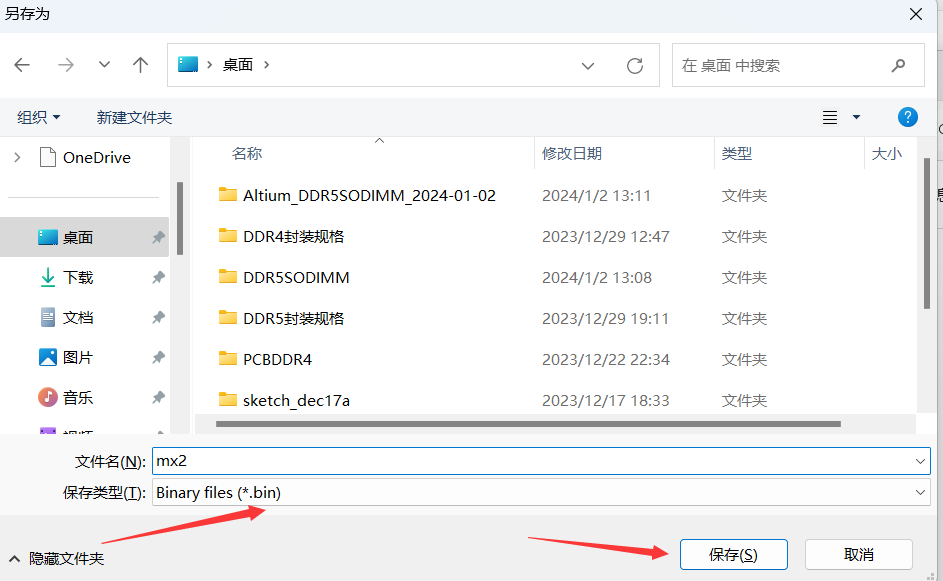 另存为
桌面
在 桌面 中搜索
组织 新建文件夹
OneDrive
桌面
下载
文档
图片
音乐
视频
名称 修改日期 类型 大小
Altium_DDR5SODIMM_2024-01-02 2024/1/2 13:11 文件夹
DDR4封装规格 2023/12/29 12:47 文件夹
DDR5SODIMM 2024/1/2 13:08 文件夹
DDR5封装规格 2023/12/29 19:11 文件夹
PCBDDR4 2023/12/22 22:34 文件夹
sketch_dec17a 2023/12/17 18:33 文件夹
文件名(N): mx2
保存类型(T): Binary files (*.bin)
隐藏文件夹 保存(S) 取消